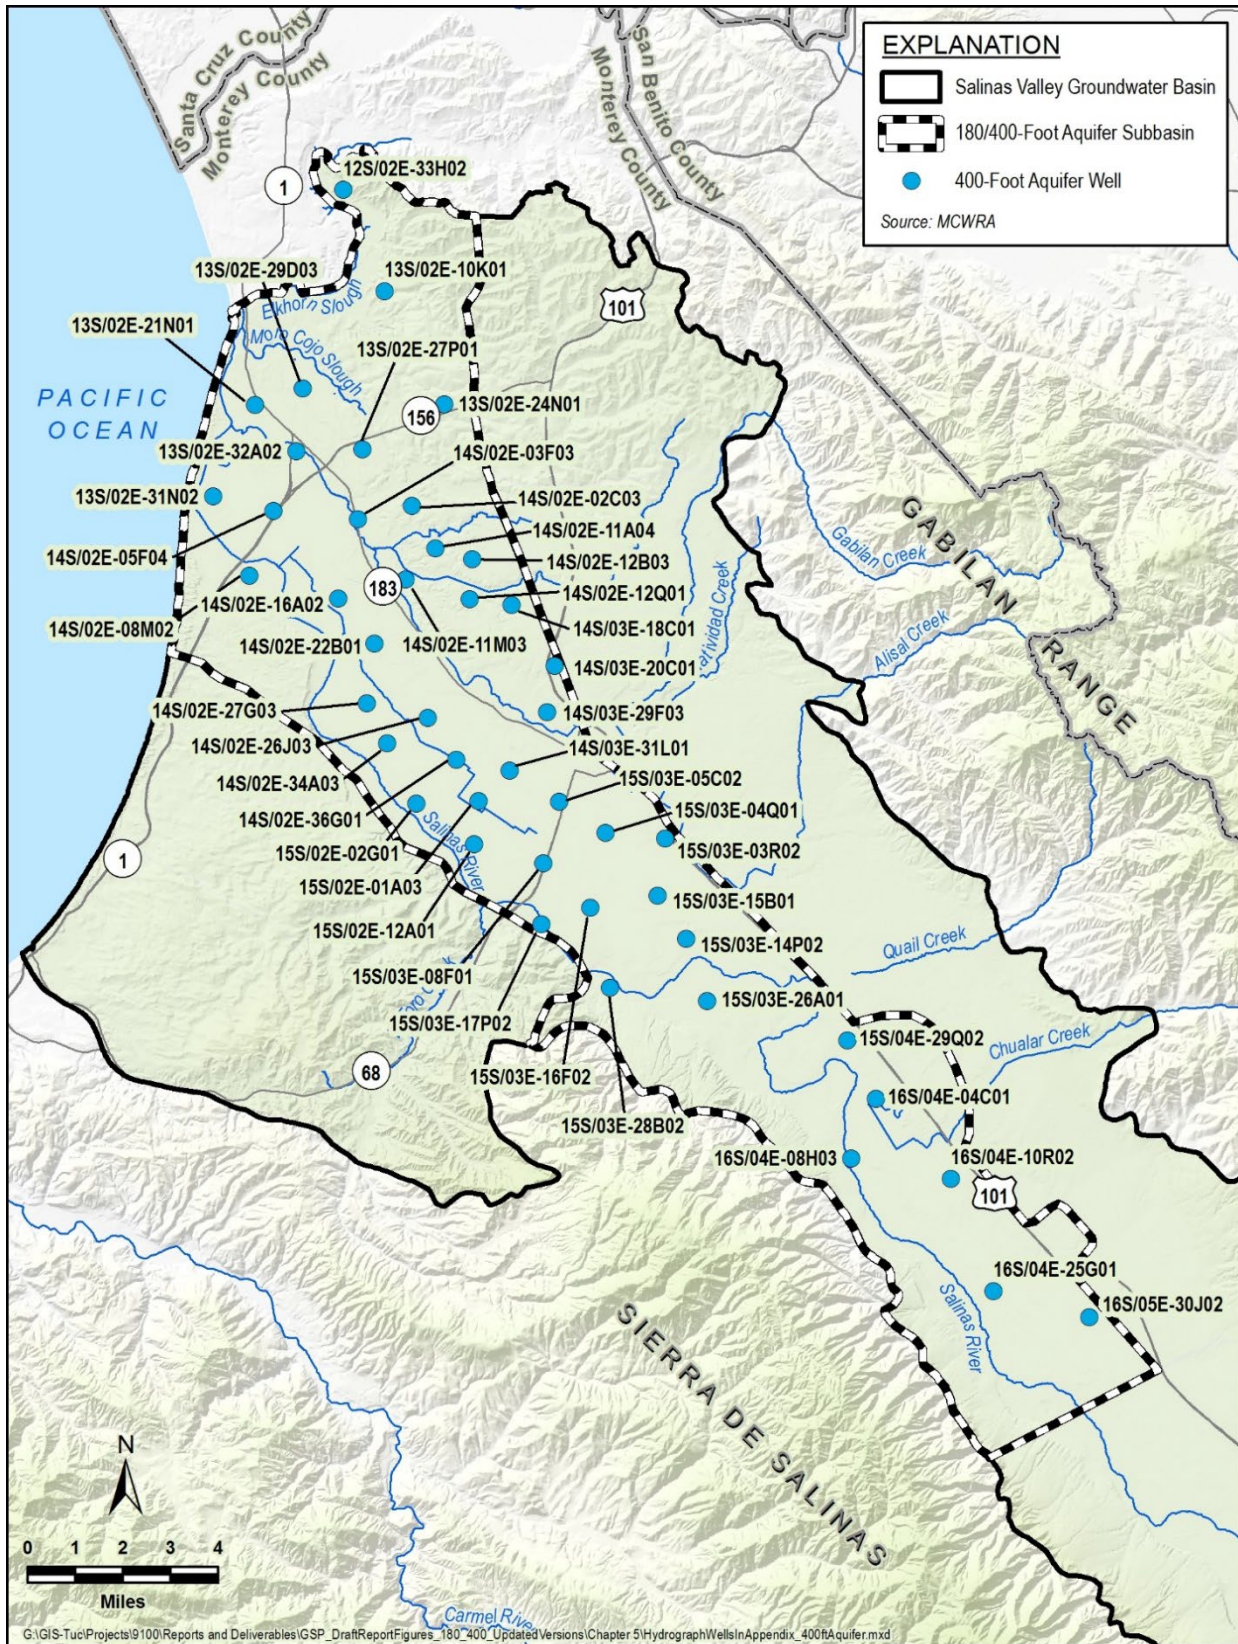 EXPLANATION
Salinas Valley Groundwater Basin
180/400-Foot Aquifer Subbasin
400-Foot Aquifer Well
Source: MCWRA
Santa Cruz County
Monterey County
San Benito County
Monterey County
12S/02E-33H02
1
13S/02E-29D03
13S/02E-10K01
101
Elkhorn Slough
13S/02E-21N01
Moro Cojo Slough
13S/02E-27P01
PACIFIC
OCEAN
156
13S/02E-24N01
13S/02E-32A02
14S/02E-03F03
13S/02E-31N02
14S/02E-02C03
14S/02E-11A04
14S/02E-05F04
14S/02E-12B03
GABILAN
RANGE
Gabilan Creek
183
14S/02E-12Q01
14S/02E-16A02
14S/03E-18C01
14S/02E-08M02
14S/02E-22B01
14S/02E-11M03
14S/03E-20C01
tividad Creek
Alisal Creek
14S/02E-27G03
14S/03E-29F03
14S/02E-26J03
14S/03E-31L01
14S/02E-34A03
15S/03E-05C02
14S/02E-36G01
15S/03E-04Q01
15S/02E-02G01
Salinas River
15S/03E-03R02
1
15S/02E-01A03
15S/03E-15B01
15S/02E-12A01
15S/03E-14P02
Quail Creek
15S/03E-08F01
15S/03E-26A01
15S/03E-17P02
15S/04E-29Q02
Chualar Creek
68
15S/03E-16F02
16S/04E-04C01
15S/03E-28B02
16S/04E-08H03
16S/04E-10R02
101
16S/04E-25G01
16S/05E-30J02
Salinas River
SIERRA DE SALINAS
N
0 1 2 3 4
Miles
Carmel River
G:\GIS-Tuc\Projects\9100\Reports and Deliverables\GSP_DraftReportFigures_180_400_UpdatedVersions\Chapter 5\HydrographWellsInAppendix_400ftAquifer.mxd